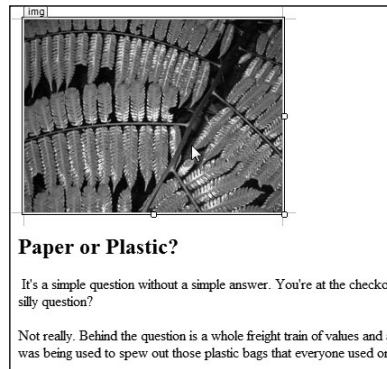 img
Paper or Plastic?
It's a simple question without a simple answer. You're at the checko
silly question?
Not really. Behind the question is a whole freight train of values and
was being used to spew out those plastic bags that everyone used